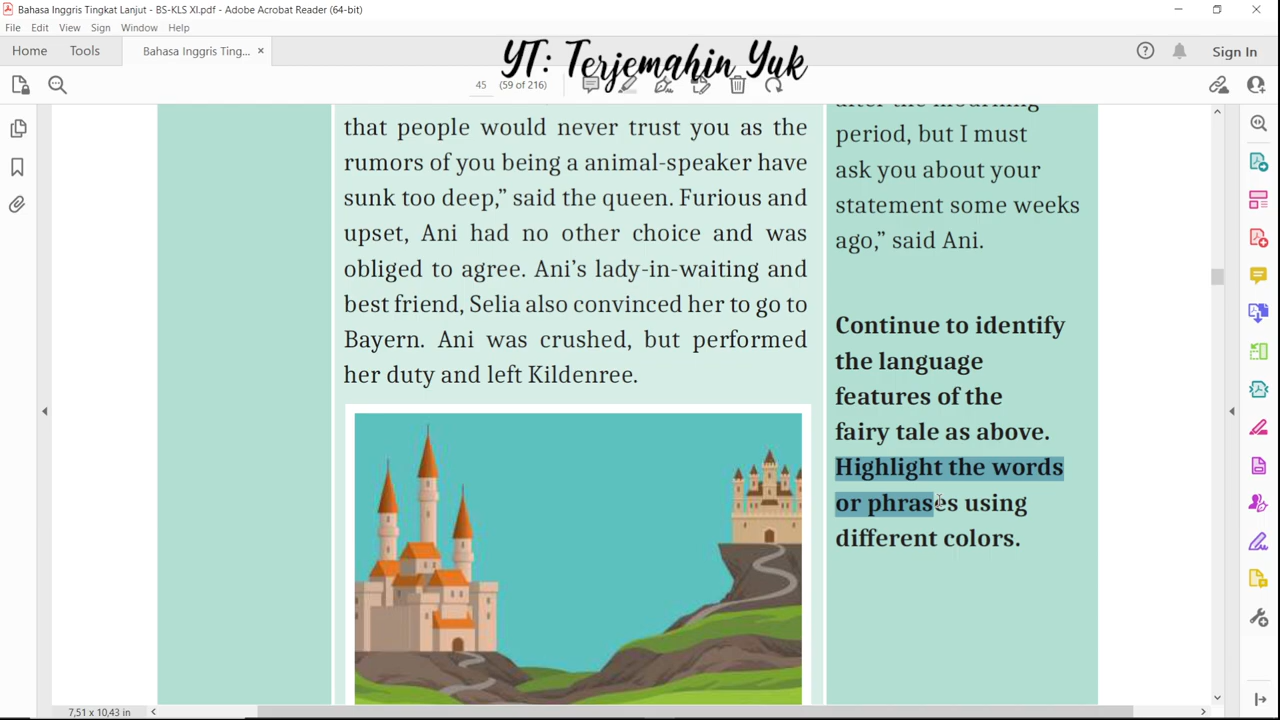 Bahasa Inggris Tingkat Lanjut - BS-KLS XI.pdf - Adobe Acrobat Reader (64-bit)
File Edit View Sign Window Help
Home Tools Bahasa Inggris Ting... × Sign In
YT: Terjemahin Yuk
45 (59 of 216)
that people would never trust you as the
rumors of you being a animal-speaker have
sunk too deep,” said the queen. Furious and
upset, Ani had no other choice and was
obliged to agree. Ani’s lady-in-waiting and
best friend, Selia also convinced her to go to
Bayern. Ani was crushed, but performed
her duty and left Kildenree.
after the mourning
period, but I must
ask you about your
statement some weeks
ago,” said Ani.
Continue to identify
the language
features of the
fairy tale as above.
Highlight the words
or phrases using
different colors.
7,51 x 10,43 in